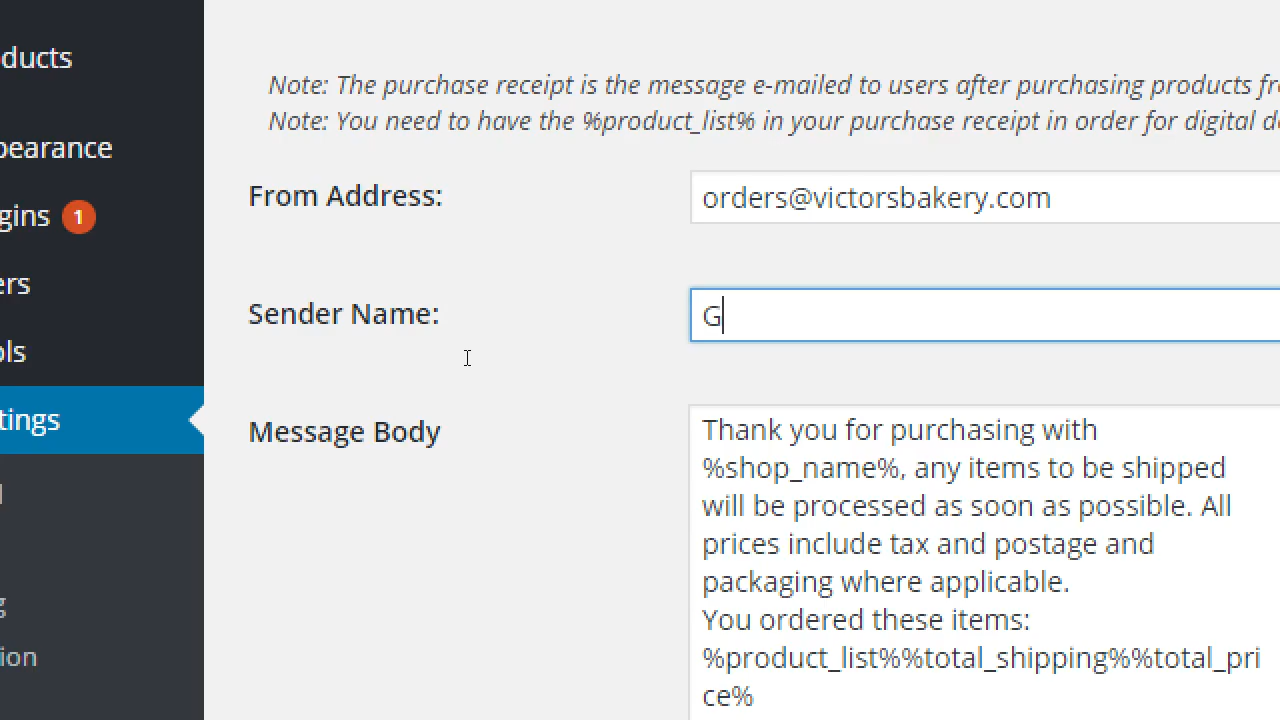 ducts
pearance
gins 1
ers
ols
tings
g
ion
Note: The purchase receipt is the message e-mailed to users after purchasing products fr
Note: You need to have the %product_list% in your purchase receipt in order for digital d
From Address:
orders@victorsbakery.com
Sender Name:
G
Message Body
Thank you for purchasing with
%shop_name%, any items to be shipped
will be processed as soon as possible. All
prices include tax and postage and
packaging where applicable.
You ordered these items:
%product_list%%total_shipping%%total_pri
ce%